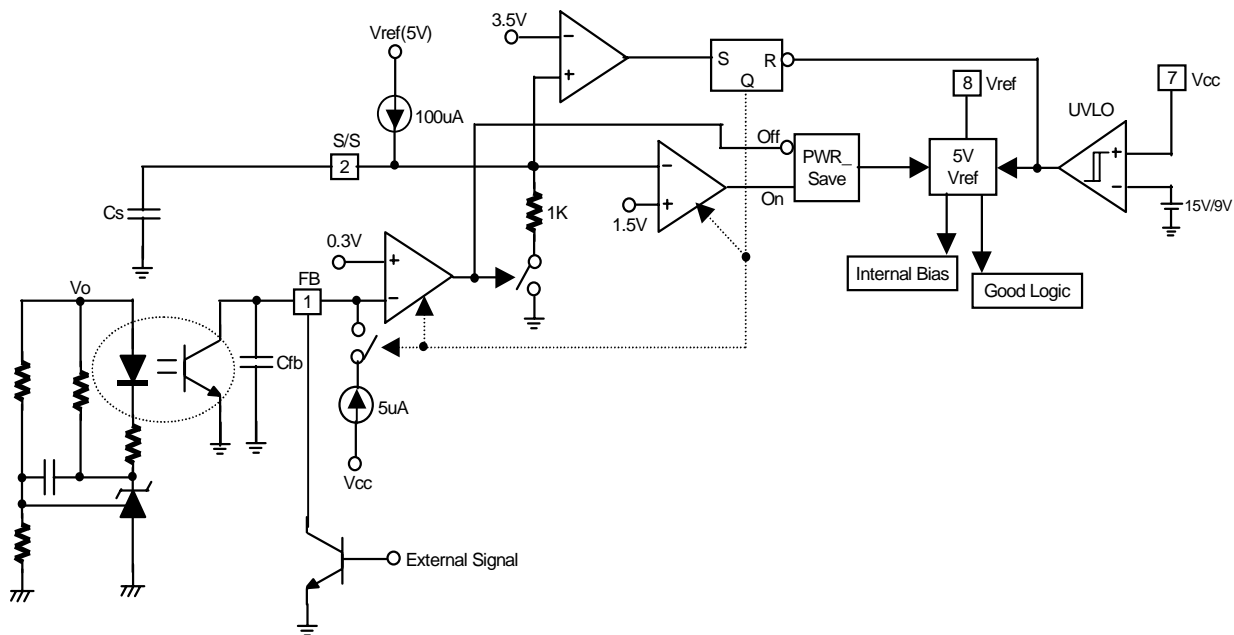 3.5V
−
+
S
R
Q
Vref(5V)
100uA
8
Vref
7
Vcc
UVLO
+
−
15V/9V
S/S
2
Off
PWR_
Save
On
5V
Vref
−
+
1.5V
1K
Cs
0.3V
+
−
FB
1
Internal Bias
Good Logic
Vo
Cfb
5uA
Vcc
External Signal